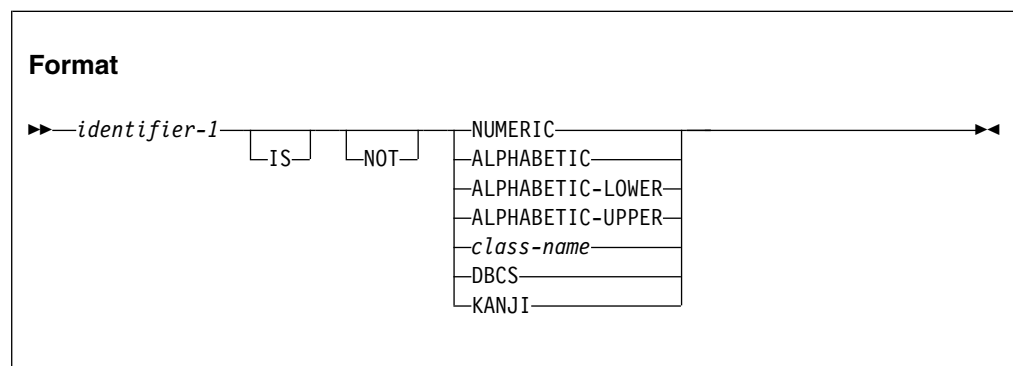 Format
identifier-1 IS NOT NUMERIC
ALPHABETIC
ALPHABETIC-LOWER
ALPHABETIC-UPPER
class-name
DBCS
KANJI